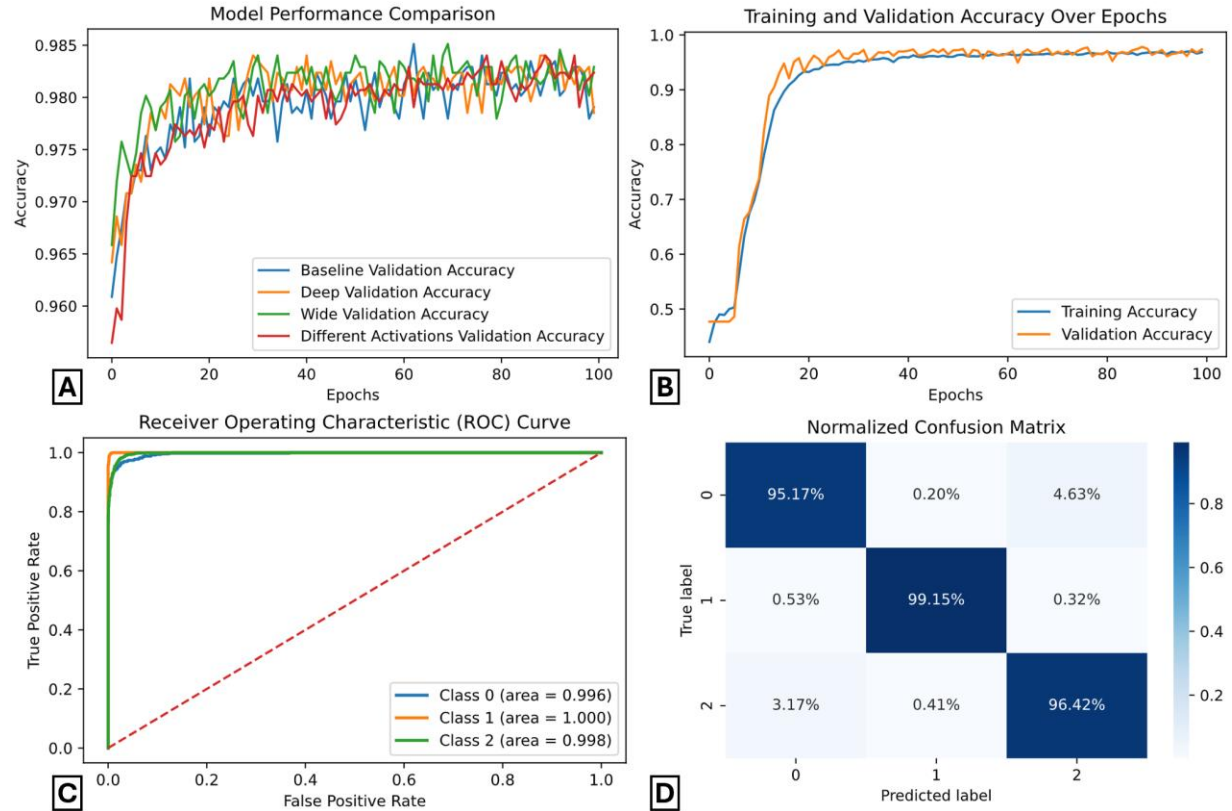 Model Performance Comparison
0.985
0.980
0.975
0.970
0.965
0.960
Accuracy
Baseline Validation Accuracy
Deep Validation Accuracy
Wide Validation Accuracy
Different Activations Validation Accuracy
0 20 40 60 80 100
Epochs
A
Training and Validation Accuracy Over Epochs
1.0
0.9
0.8
0.7
0.6
0.5
Accuracy
Training Accuracy
Validation Accuracy
0 20 40 60 80 100
Epochs
B
Receiver Operating Characteristic (ROC) Curve
1.0
0.8
0.6
0.4
0.2
0.0
True Positive Rate
Class 0 (area = 0.996)
Class 1 (area = 1.000)
Class 2 (area = 0.998)
0.0 0.2 0.4 0.6 0.8 1.0
False Positive Rate
C
Normalized Confusion Matrix
0 95.17% 0.20% 4.63%
1 0.53% 99.15% 0.32%
2 3.17% 0.41% 96.42%
True label
0 1 2
Predicted label
0.8
0.6
0.4
0.2
D